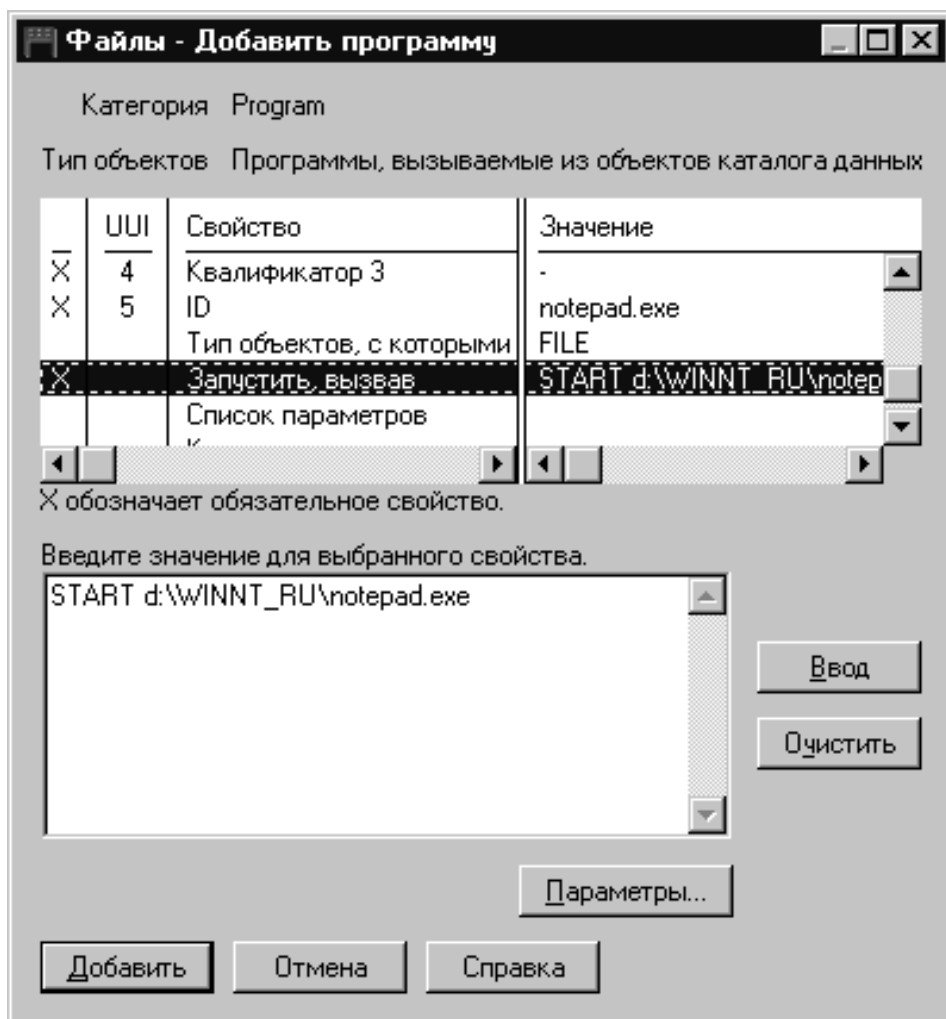 Файлы - Добавить программу
Категория Program
Тип объектов Программы, вызываемые из объектов каталога данных
UUI Свойство Значение
X 4 Квалификатор 3 -
X 5 ID notepad.exe
Тип объектов, с которыми FILE
X Запустить, вызвав START d:\WINNT_RU\notep
Список параметров
X обозначает обязательное свойство.
Введите значение для выбранного свойства.
START d:\WINNT_RU\notepad.exe
Ввод
Очистить
Параметры...
Добавить Отмена Справка